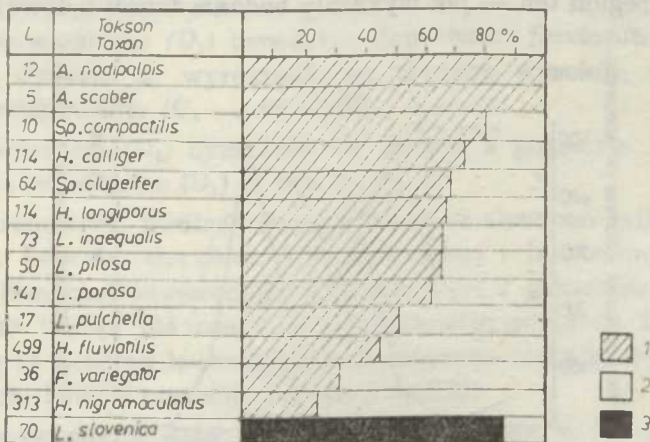 L Takson Taxon 20 40 60 80 %
12 A. nodipalpis
5 A. scaber
10 Sp. compactilis
114 H. calliger
64 Sp. clupeifer
114 H. longiporus
73 L. inaequalis
50 L. pilosa
141 L. porosa
17 L. pulchella
499 H. fluviatilis
36 F. variegator
313 H. nigromaculatus
70 L. slovenica
1
2
3